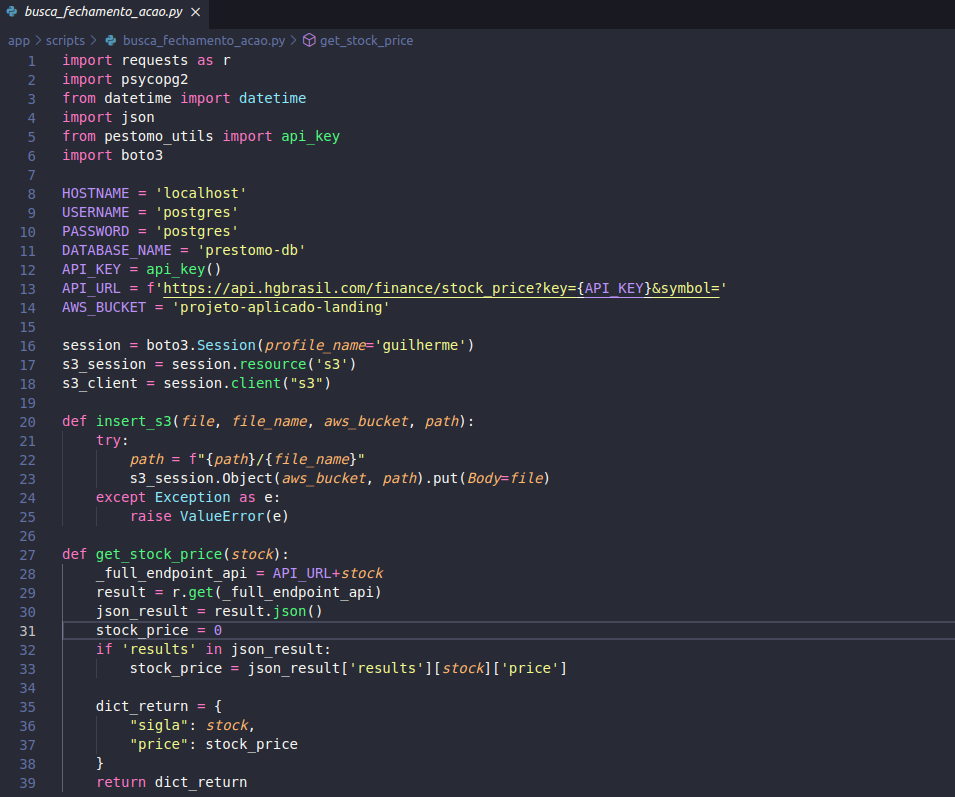 busca_fechamento_acao.py ×
app > scripts > busca_fechamento_acao.py > get_stock_price
1 import requests as r
2 import psycopg2
3 from datetime import datetime
4 import json
5 from pestomo_utils import api_key
6 import boto3
7
8 HOSTNAME = 'localhost'
9 USERNAME = 'postgres'
10 PASSWORD = 'postgres'
11 DATABASE_NAME = 'prestomo-db'
12 API_KEY = api_key()
13 API_URL = f'https://api.hgbrasil.com/finance/stock_price?key={API_KEY}&symbol='
14 AWS_BUCKET = 'projeto-aplicado-landing'
15
16 session = boto3.Session(profile_name='guilherme')
17 s3_session = session.resource('s3')
18 s3_client = session.client("s3")
19
20 def insert_s3(file, file_name, aws_bucket, path):
21     try:
22         path = f"{path}/{file_name}"
23         s3_session.Object(aws_bucket, path).put(Body=file)
24     except Exception as e:
25         raise ValueError(e)
26
27 def get_stock_price(stock):
28     _full_endpoint_api = API_URL+stock
29     result = r.get(_full_endpoint_api)
30     json_result = result.json()
31     stock_price = 0
32     if 'results' in json_result:
33         stock_price = json_result['results'][stock]['price']
34
35     dict_return = {
36         "sigla": stock,
37         "price": stock_price
38     }
39     return dict_return